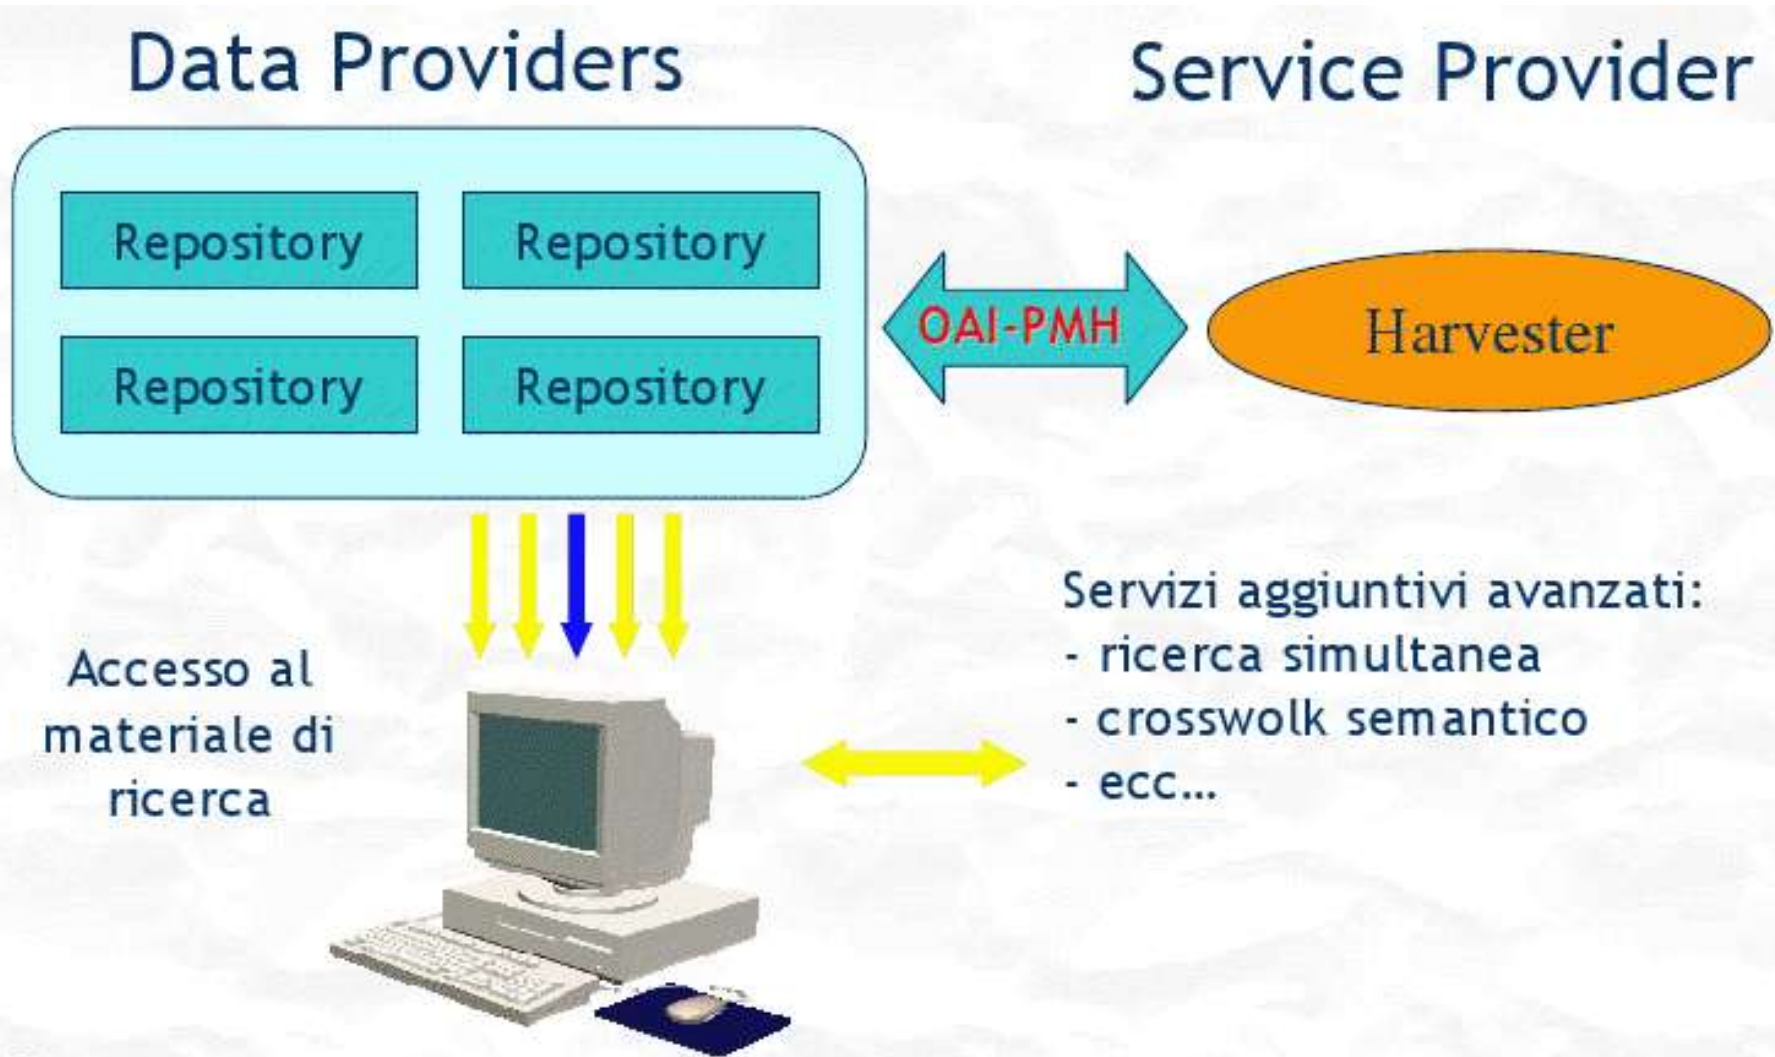 Data Providers
Service Provider
Repository
Repository
Repository
Repository
OAI-PMH
Harvester
Accesso al
materiale di
ricerca
Servizi aggiuntivi avanzati:
- ricerca simultanea
- crosswolk semantico
- ecc...